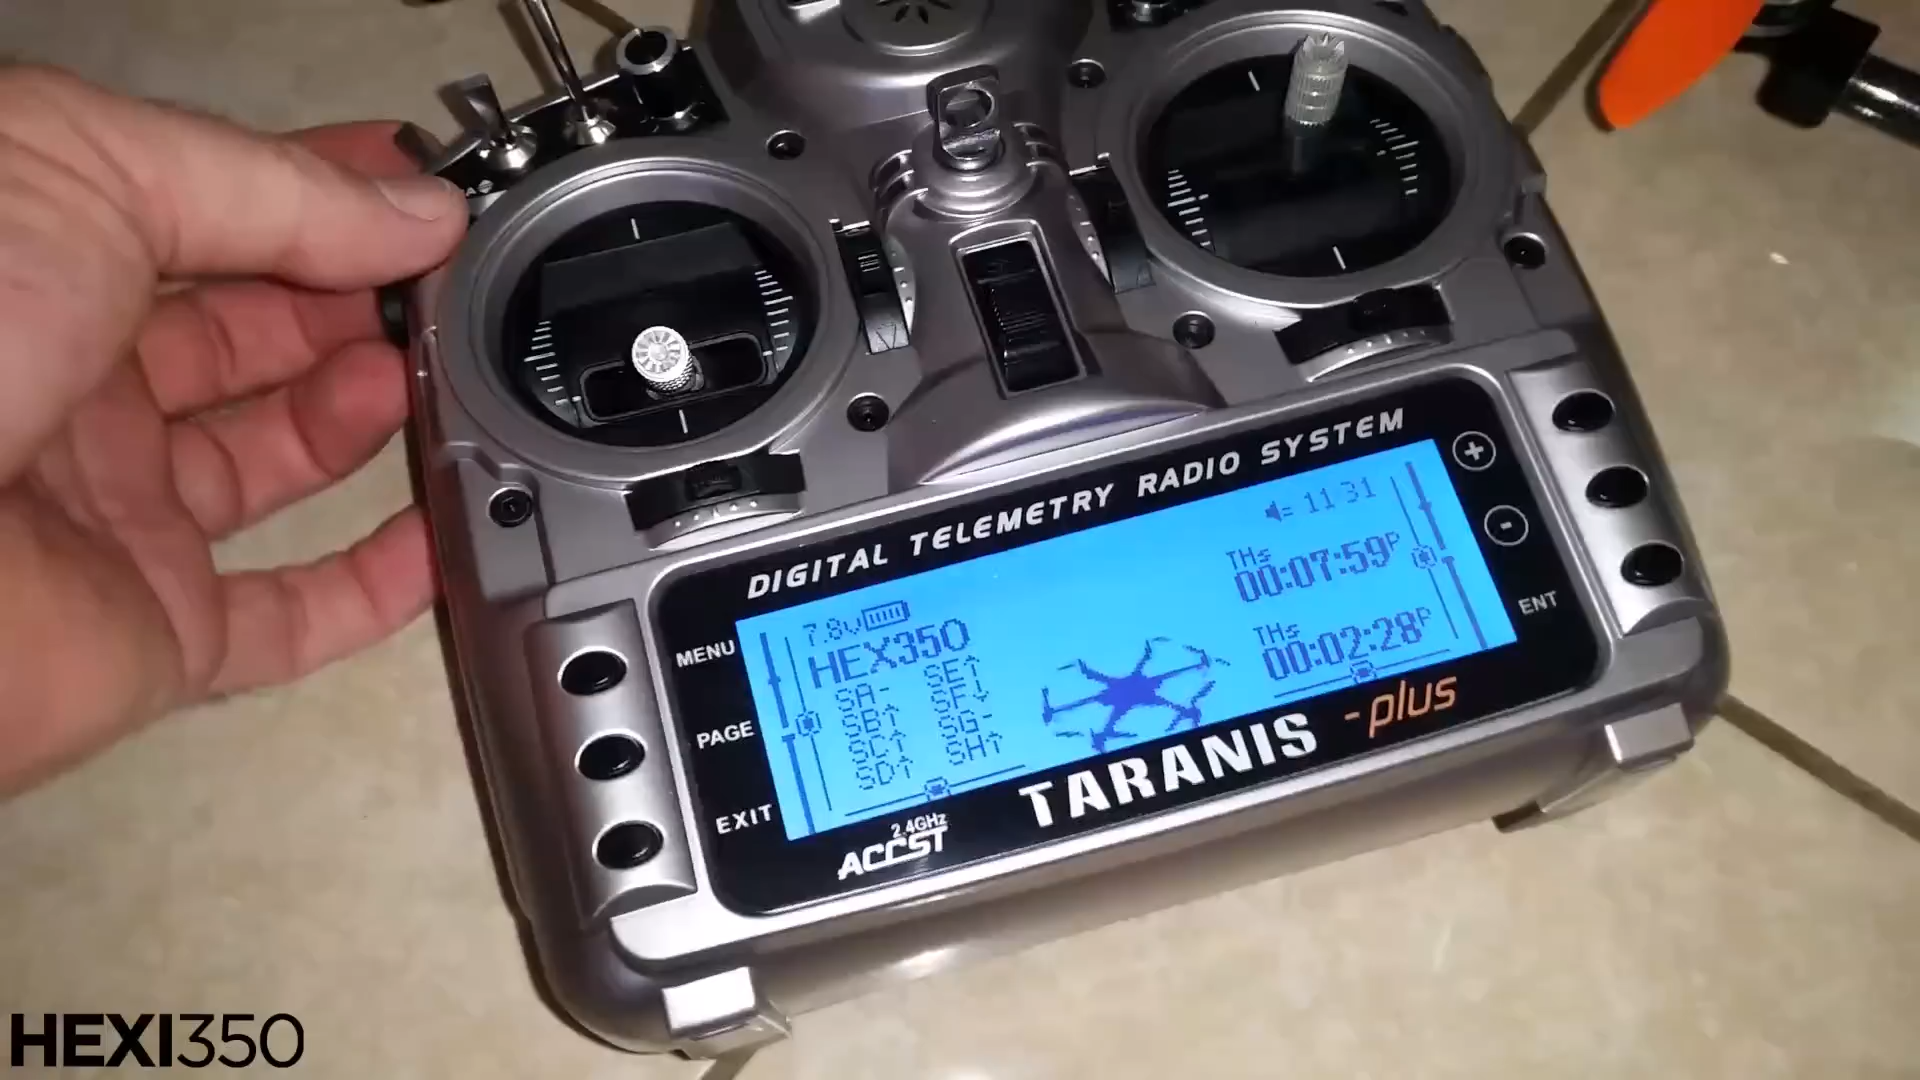 DIGITAL TELEMETRY RADIO SYSTEM
+
-
MENU
PAGE
EXIT
ENT
7.8v
HEX350
SA-
SB↑
SC↑
SD↑
SE↑
SF↓
SG-
SH↑
11:31
THs
00:07:59P
THs
00:02:28P
TARANIS -plus
2.4GHz
ACCST
HEXI350